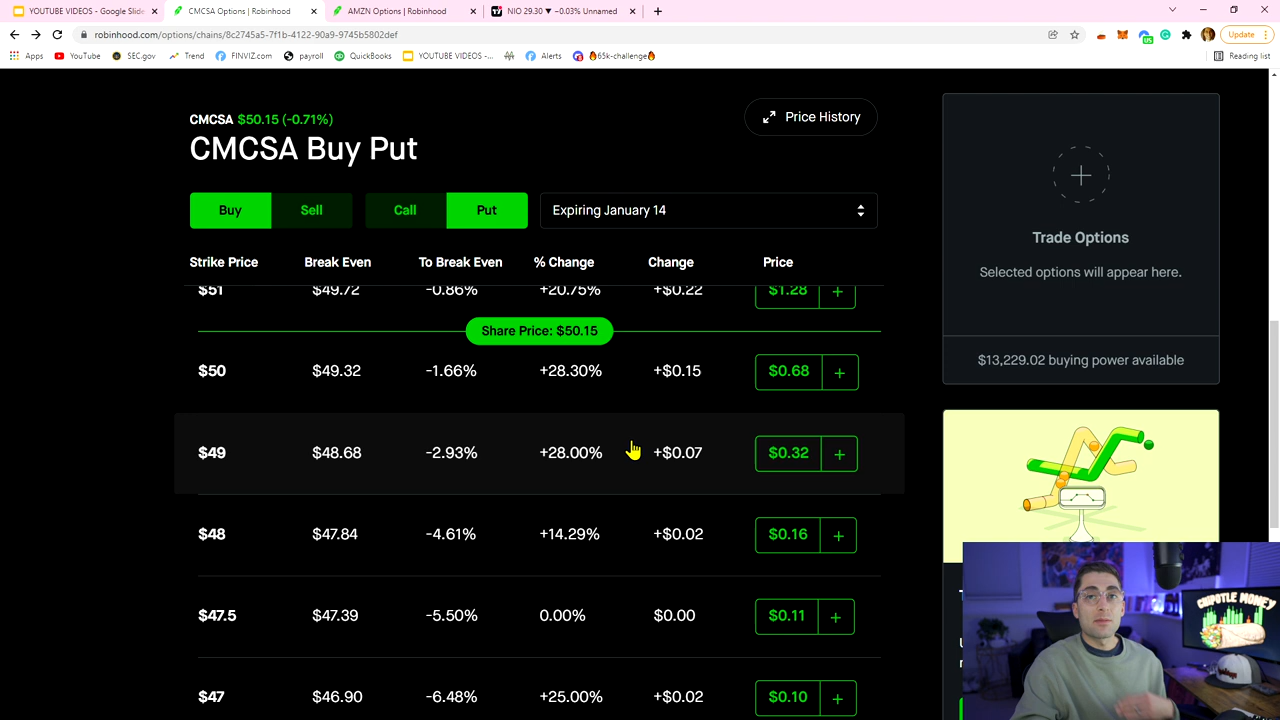 YOUTUBE VIDEOS - Google Slide
CMCSA Options | Robinhood
AMZN Options | Robinhood
NIO 29.30 ▼ −0.03% Unnamed
robinhood.com/options/chains/8c2745a5-7f1b-4122-90a9-9745b5802def
Update
Apps
YouTube
SEC.gov
Trend
FINVIZ.com
payroll
QuickBooks
YOUTUBE VIDEOS -...
Alerts
🔥65k-challenge🔥
Reading list
CMCSA $50.15 (-0.71%)
Price History
CMCSA Buy Put
Buy Sell Call Put Expiring January 14
Strike Price Break Even To Break Even % Change Change Price
$51 $49.72 -0.86% +20.75% +$0.22 $1.28 +
Share Price: $50.15
$50 $49.32 -1.66% +28.30% +$0.15 $0.68 +
$49 $48.68 -2.93% +28.00% +$0.07 $0.32 +
$48 $47.84 -4.61% +14.29% +$0.02 $0.16 +
$47.5 $47.39 -5.50% 0.00% $0.00 $0.11 +
$47 $46.90 -6.48% +25.00% +$0.02 $0.10 +
Trade Options
Selected options will appear here.
$13,229.02 buying power available
CHIPOTLE MONEY